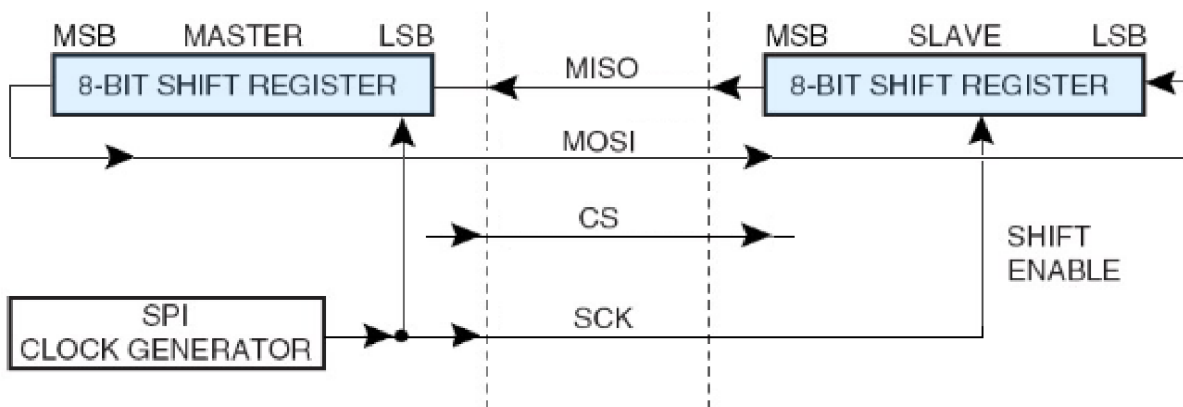 MSB MASTER LSB
MSB SLAVE LSB
8-BIT SHIFT REGISTER
MISO
8-BIT SHIFT REGISTER
MOSI
CS
SHIFT
ENABLE
SPI
CLOCK GENERATOR
SCK